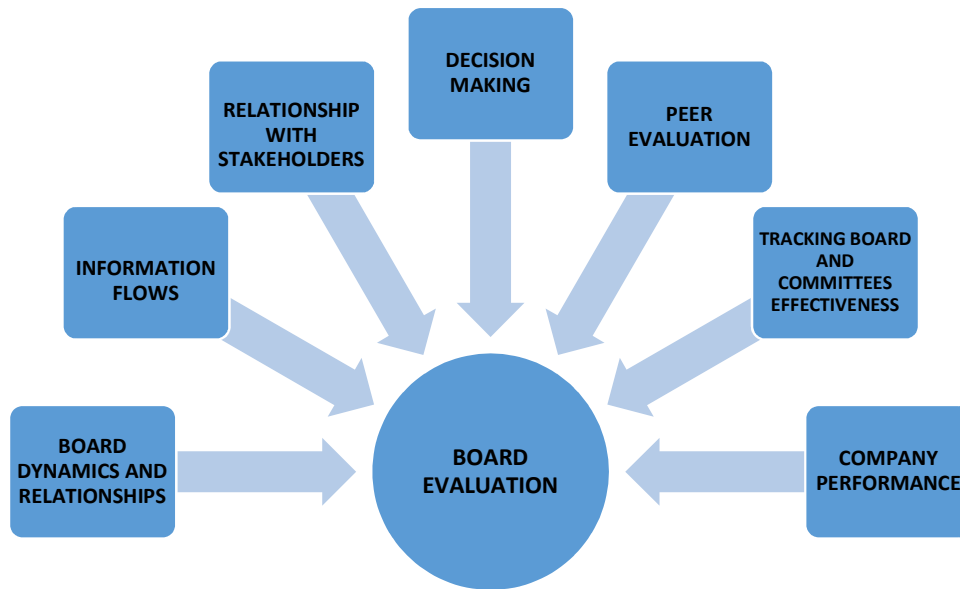 DECISION
MAKING
RELATIONSHIP
WITH
STAKEHOLDERS
PEER
EVALUATION
INFORMATION
FLOWS
TRACKING BOARD
AND
COMMITTEES
EFFECTIVENESS
BOARD
DYNAMICS AND
RELATIONSHIPS
BOARD
EVALUATION
COMPANY
PERFORMANCE